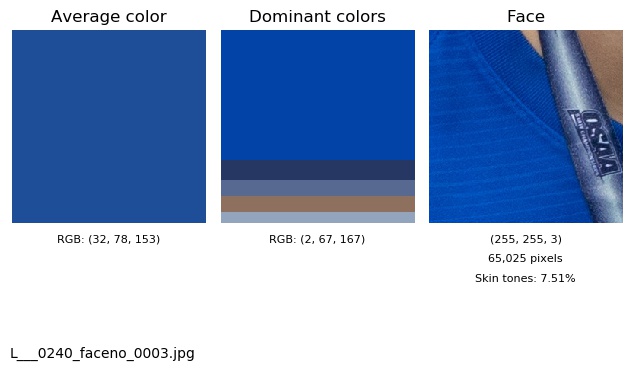 Average color
Dominant colors
Face
RGB: (32, 78, 153)
RGB: (2, 67, 167)
(255, 255, 3)
65,025 pixels
Skin tones: 7.51%
OSAA
L___0240_faceno_0003.jpg